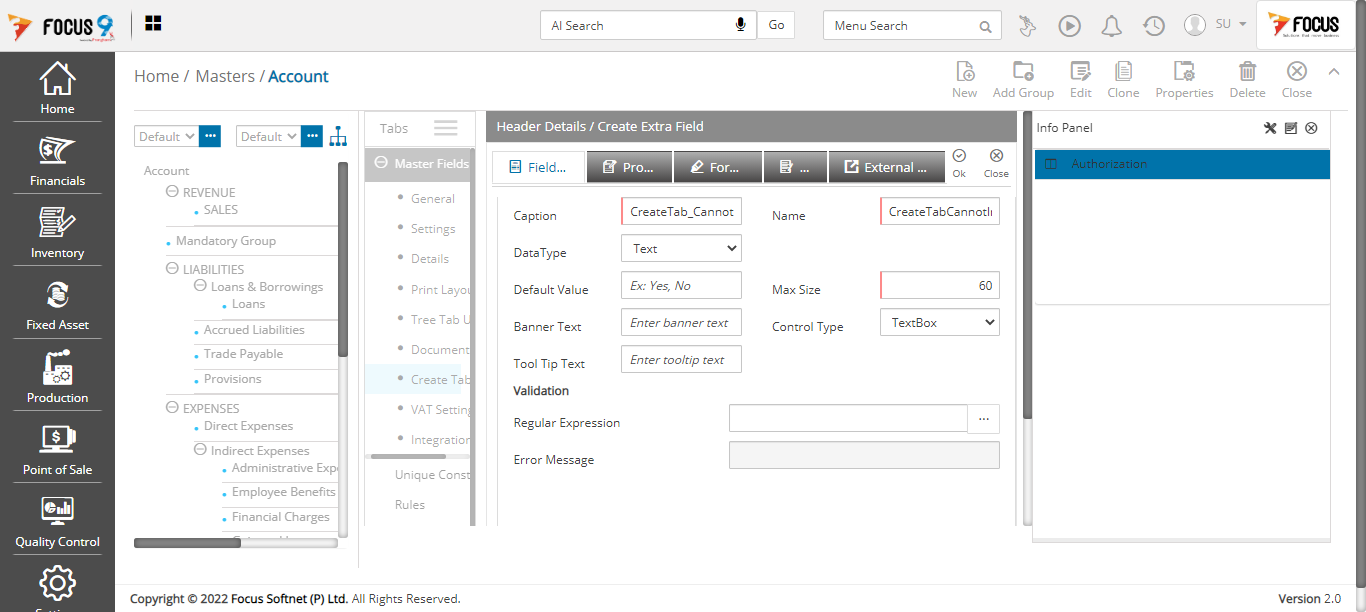 FOCUS 9
AI Search
Go
Menu Search
SU
FOCUS
Home
Financials
Inventory
Fixed Asset
Production
Point of Sale
Quality Control
Home / Masters / Account
New
Add Group
Edit
Clone
Properties
Delete
Close
Default
Default
Account
REVENUE
SALES
Mandatory Group
LIABILITIES
Loans & Borrowings
Loans
Accrued Liabilities
Trade Payable
Provisions
EXPENSES
Direct Expenses
Indirect Expenses
Administrative Expe
Employee Benefits
Financial Charges
Tabs
Master Fields
General
Settings
Details
Print Layou
Tree Tab U
Document
Create Tab
VAT Setting
Integration
Unique Const
Rules
Header Details / Create Extra Field
Field...
Pro...
For...
...
External ...
Ok
Close
Caption
CreateTab_Cannot
Name
CreateTabCannotIn
DataType
Text
Default Value
Ex: Yes, No
Max Size
60
Banner Text
Enter banner text
Control Type
TextBox
Tool Tip Text
Enter tooltip text
Validation
Regular Expression
...
Error Message
Info Panel
Authorization
Copyright © 2022 Focus Softnet (P) Ltd. All Rights Reserved.
Version 2.0